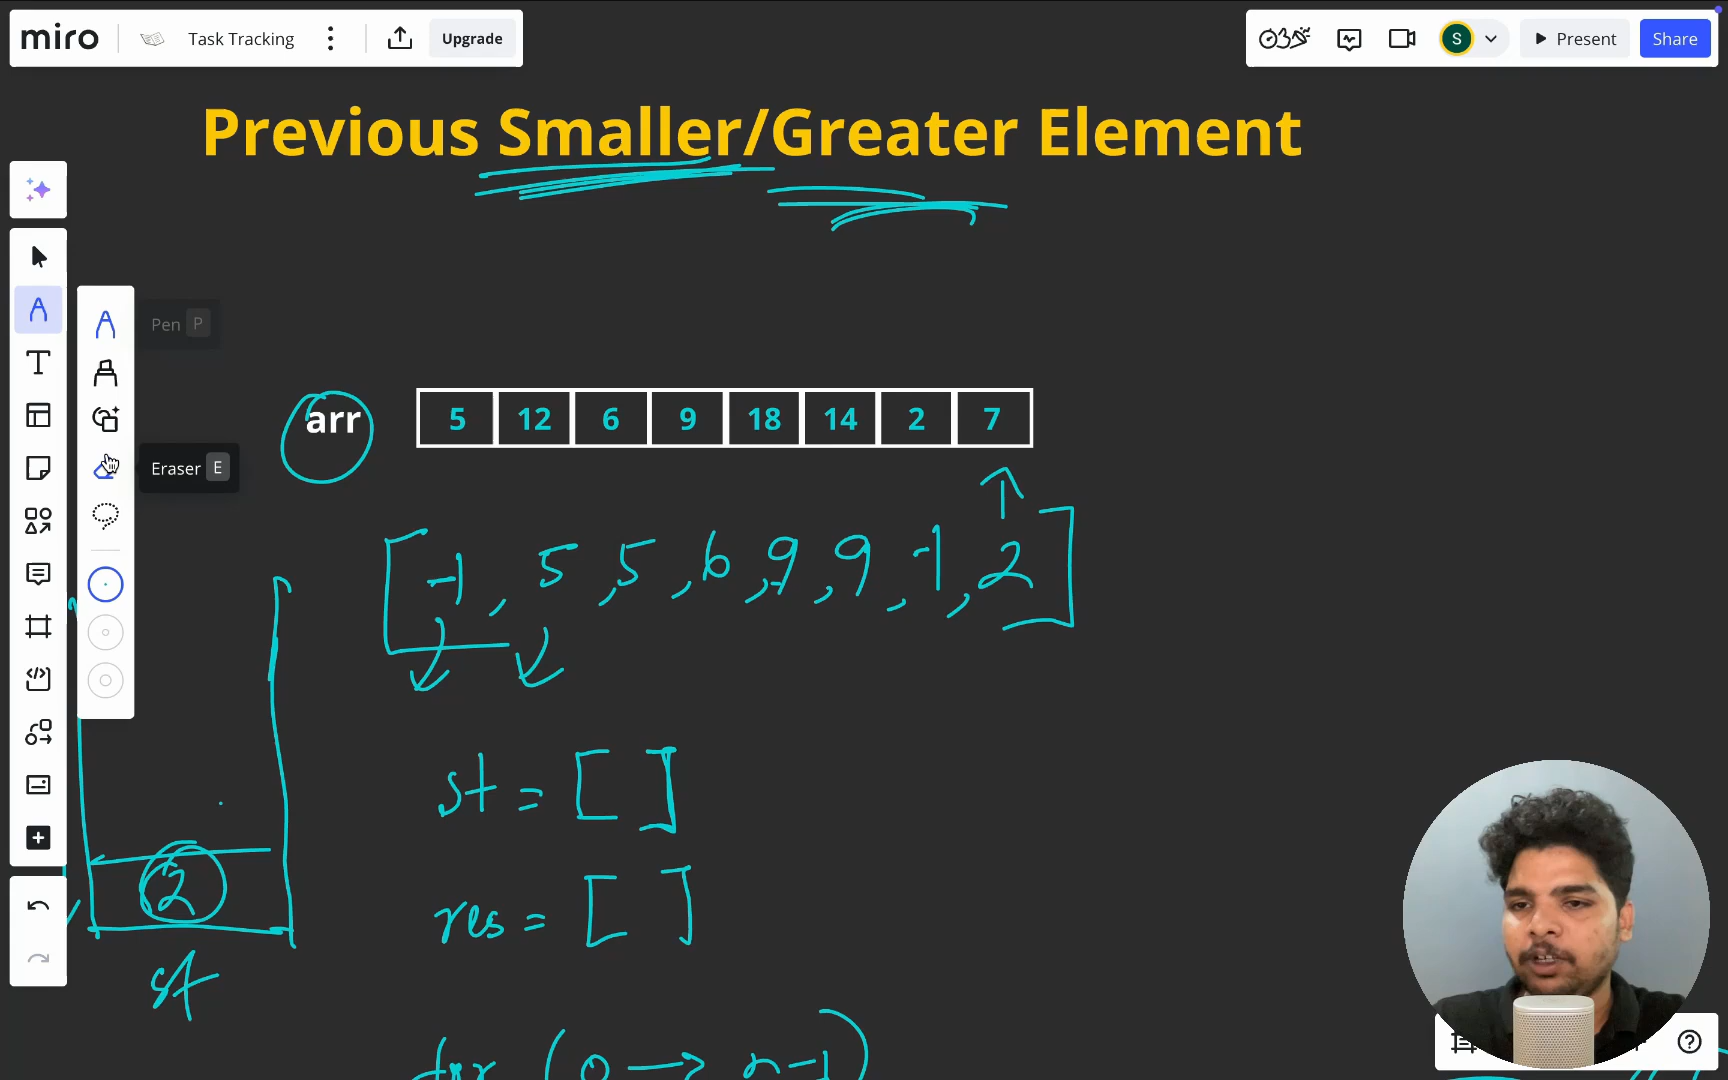 miro Task Tracking Upgrade S Present Share
Previous Smaller/Greater Element
Pen P
arr 5 12 6 9 18 14 2 7
Eraser E
[-1, 5, 5, 6, 9, 9, -1, 2]
st = [ ]
2
res = [ ]
st
for (0 → n-1)